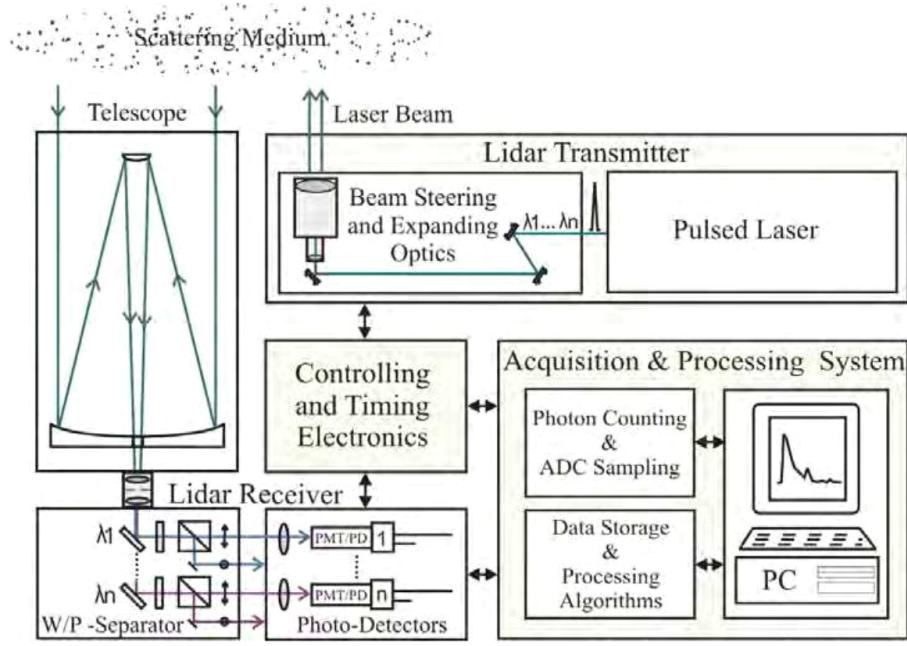 Scattering Medium
Telescope
Laser Beam
Lidar Transmitter
Beam Steering
and Expanding
Optics
λ1... λn
Pulsed Laser
Controlling
and Timing
Electronics
Acquisition & Processing System
Photon Counting
&
ADC Sampling
Data Storage
&
Processing
Algorithms
PC
Lidar Receiver
λ1
PMT/PD 1
λn
PMT/PD n
W/P -Separator
Photo-Detectors